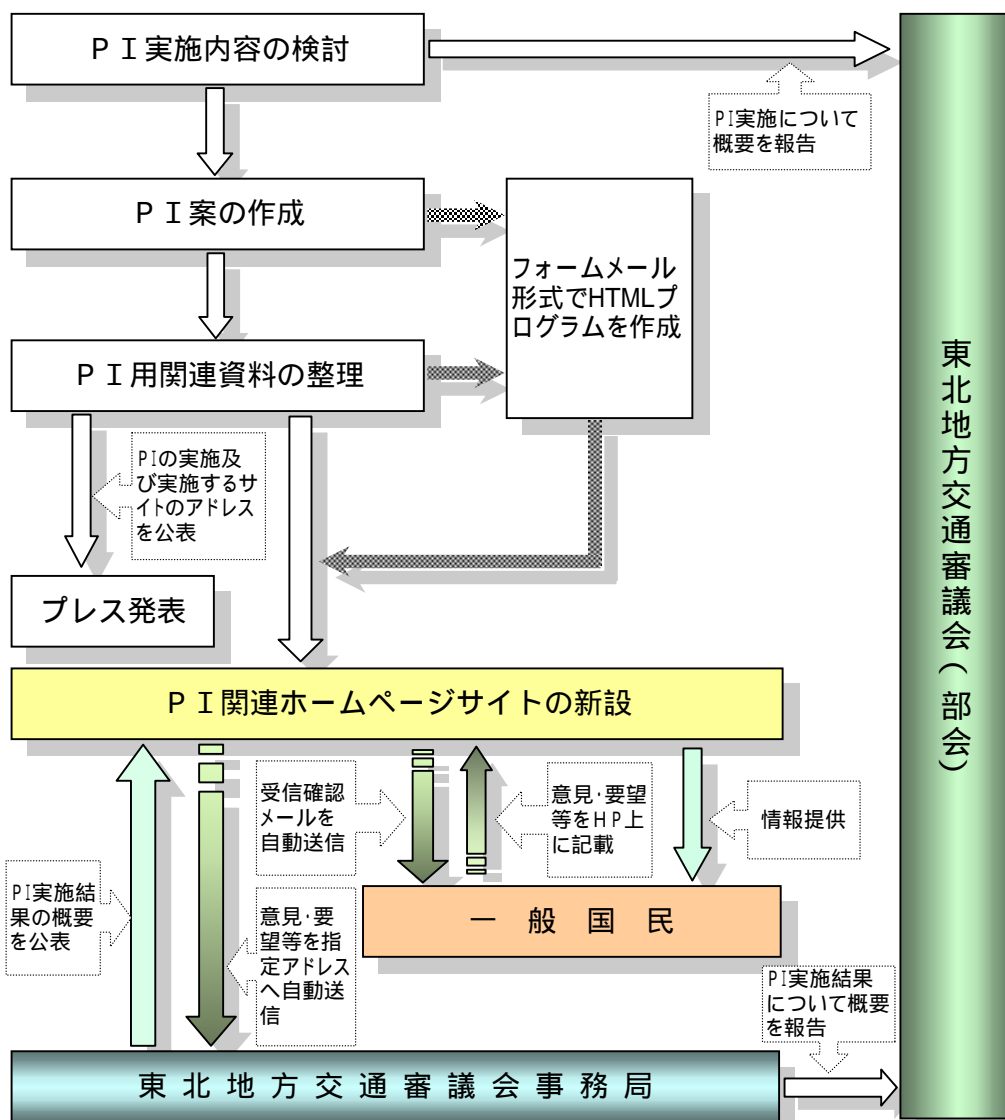 ＰＩ実施内容の検討
PI実施について
概要を報告
ＰＩ案の作成
フォームメール
形式でHTMLプ
ログラムを作成
ＰＩ用関連資料の整理
PIの実施及
び実施するサ
イトのアドレス
を公表
プレス発表
ＰＩ関連ホームページサイトの新設
受信確認
メールを
自動送信
意見・要望
等をＨＰ上
に記載
情報提供
PI実施結
果の概要
を公表
意見・要
望等を指
定アドレス
へ自動送
信
一般国民
PI実施結果
について概要
を報告
東北地方交通審議会事務局
東北地方交通審議会（部会）